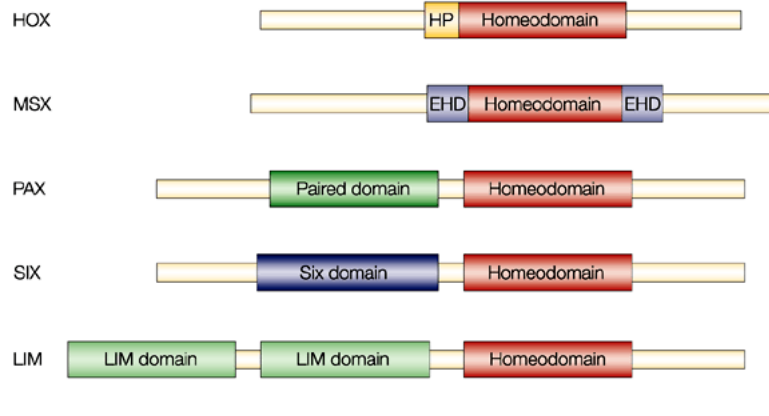 HOX HP Homeodomain
MSX EHD Homeodomain EHD
PAX Paired domain Homeodomain
SIX Six domain Homeodomain
LIM LIM domain LIM domain Homeodomain